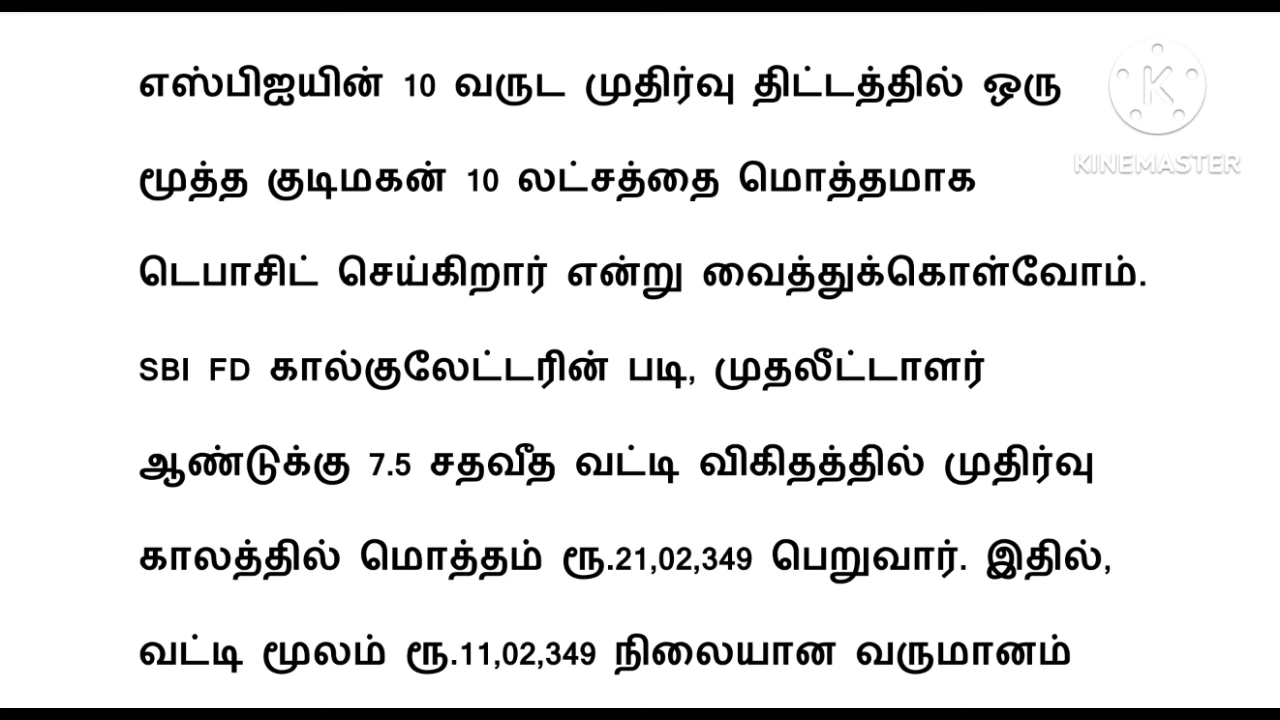 எஸ்பிஐயின் 10 வருட முதிர்வு திட்டத்தில் ஒரு
மூத்த குடிமகன் 10 லட்சத்தை மொத்தமாக
டெபாசிட் செய்கிறார் என்று வைத்துக்கொள்வோம்.
SBI FD கால்குலேட்டரின் படி, முதலீட்டாளர்
ஆண்டுக்கு 7.5 சதவீத வட்டி விகிதத்தில் முதிர்வு
காலத்தில் மொத்தம் ரூ.21,02,349 பெறுவார். இதில்,
வட்டி மூலம் ரூ.11,02,349 நிலையான வருமானம்
K
KINEMASTER